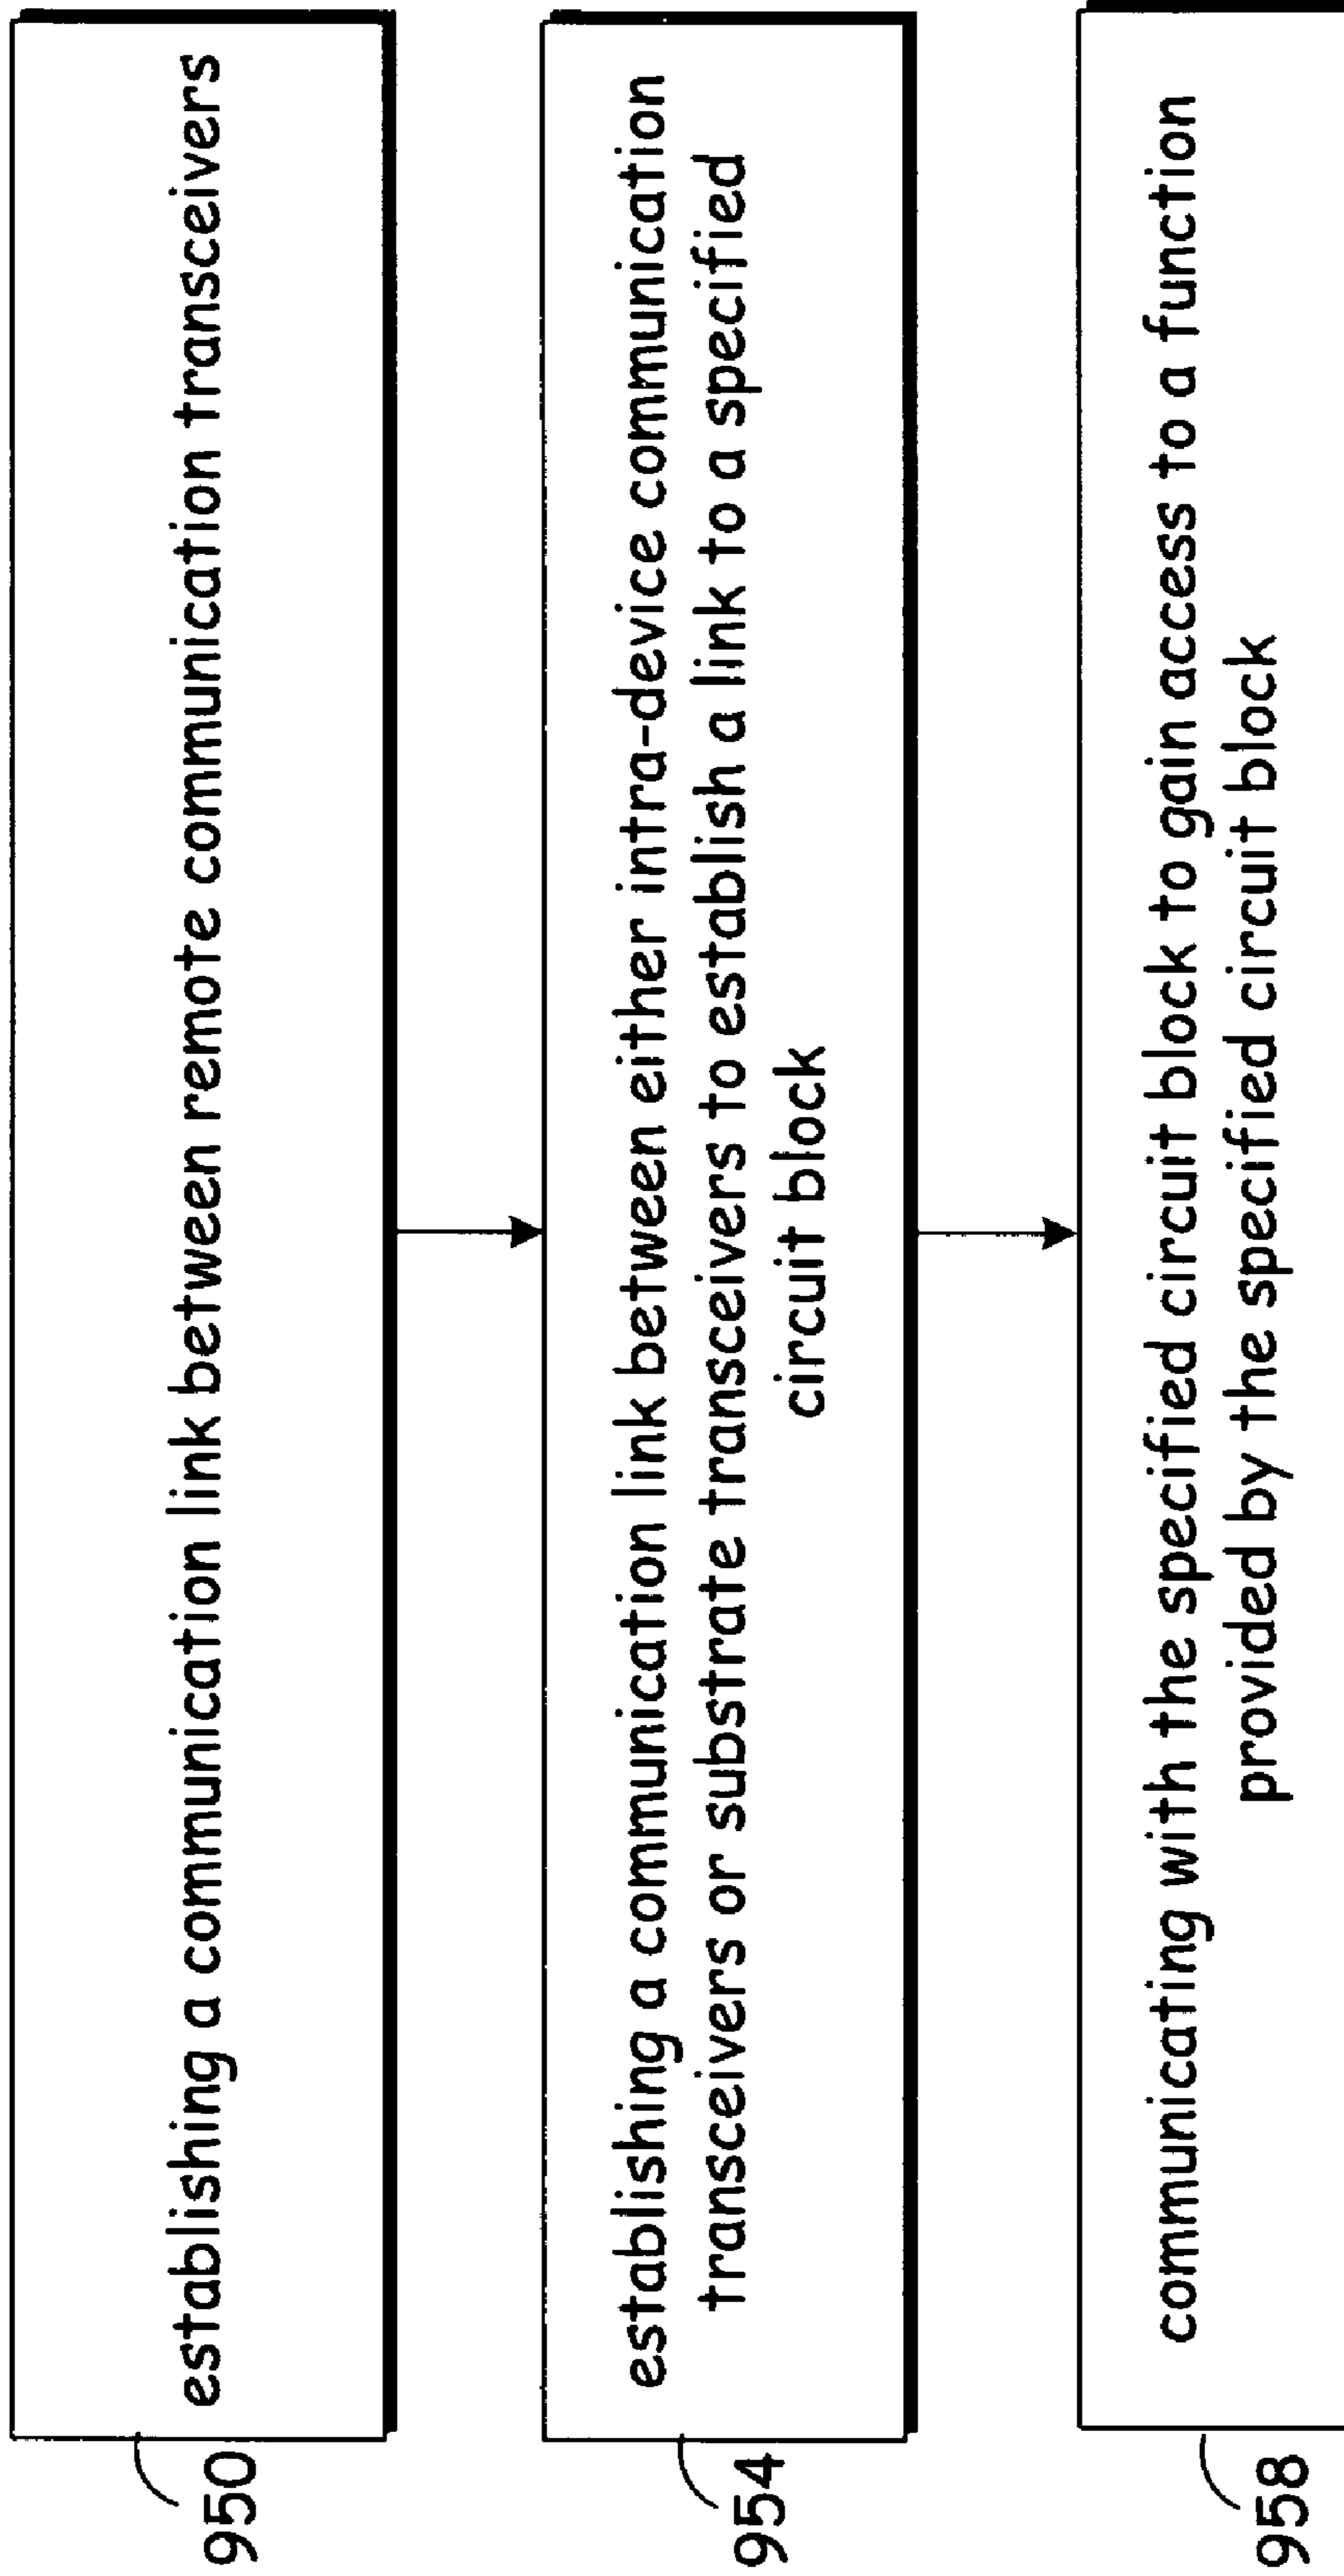 establishing a communication link between remote communication transceivers
950
establishing a communication link between either intra-device communication
transceivers or substrate transceivers to establish a link to a specified
circuit block
954
communicating with the specified circuit block to gain access to a function
provided by the specified circuit block
958